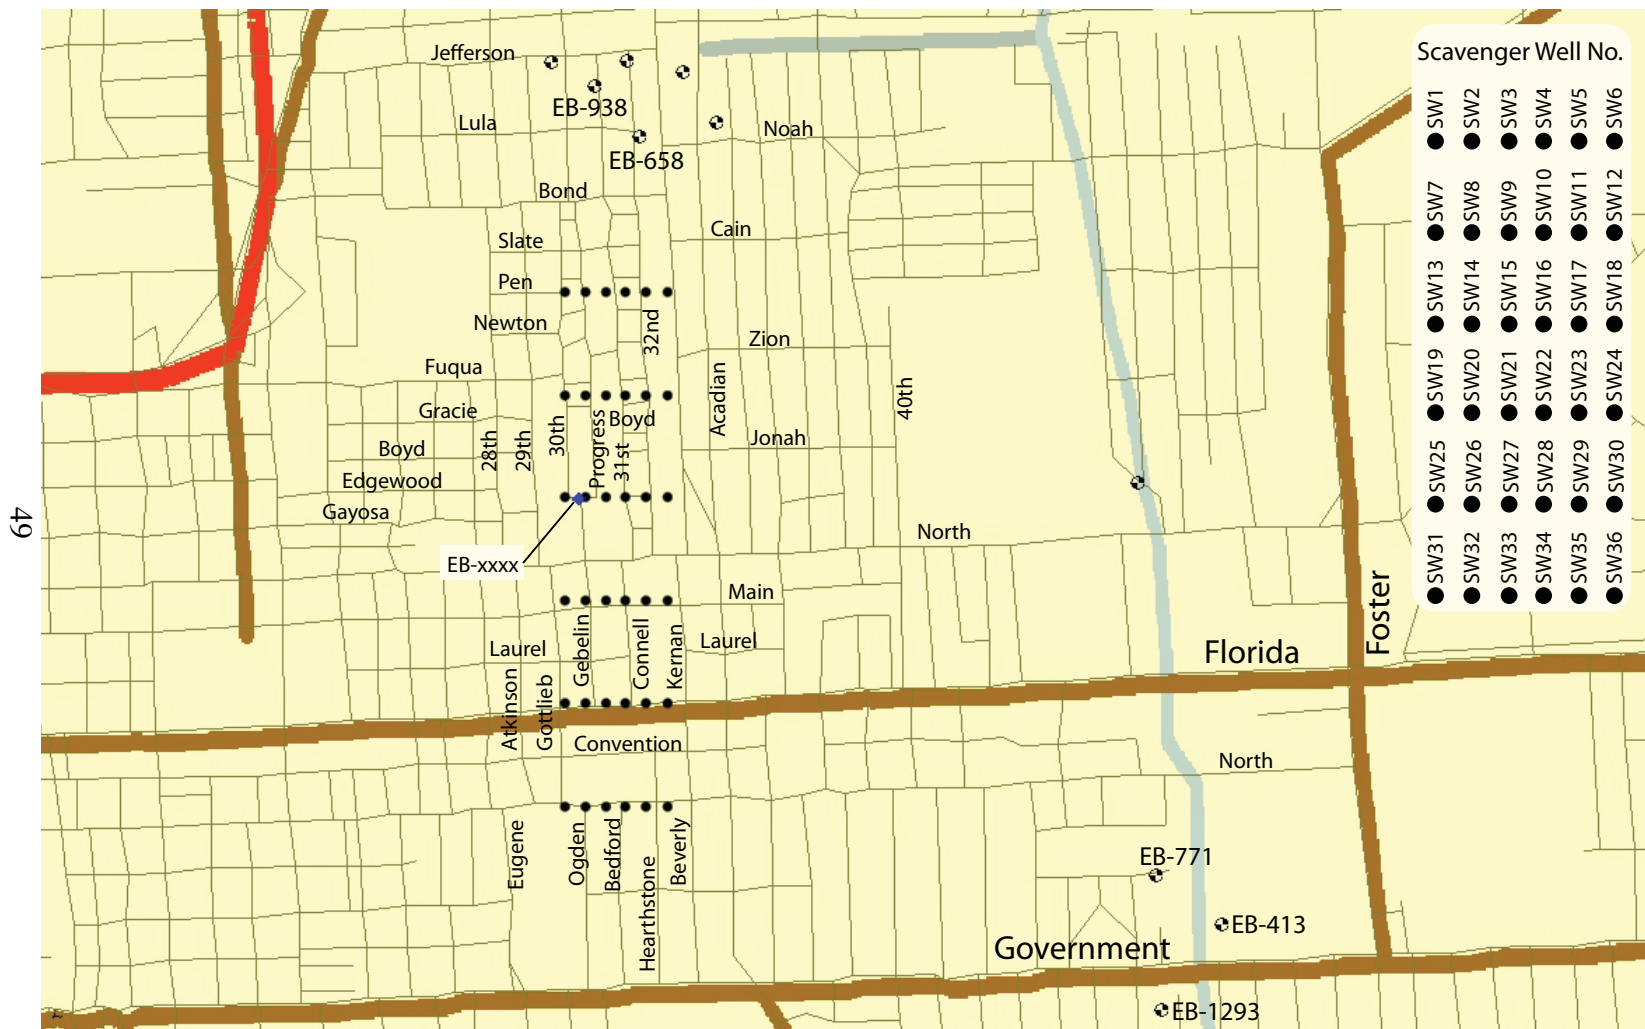 Jefferson
EB-938
Lula
Noah
EB-658
Bond
Cain
Slate
Pen
Newton
32nd
Zion
Fuqua
Acadian
40th
Gracie
Boyd
Boyd
28th
29th
30th
Progress
31st
Jonah
Edgewood
Gayosa
North
EB-xxxx
Main
Laurel
Gebelin
Connell
Kernan
Laurel
Florida
Foster
Atkinson
Gottlieb
Convention
North
Eugene
Ogden
Bedford
Hearthstone
Beverly
EB-771
EB-413
Government
EB-1293
49
Scavenger Well No.
SW1 SW2 SW3 SW4 SW5 SW6
SW7 SW8 SW9 SW10 SW11 SW12
SW13 SW14 SW15 SW16 SW17 SW18
SW19 SW20 SW21 SW22 SW23 SW24
SW25 SW26 SW27 SW28 SW29 SW30
SW31 SW32 SW33 SW34 SW35 SW36